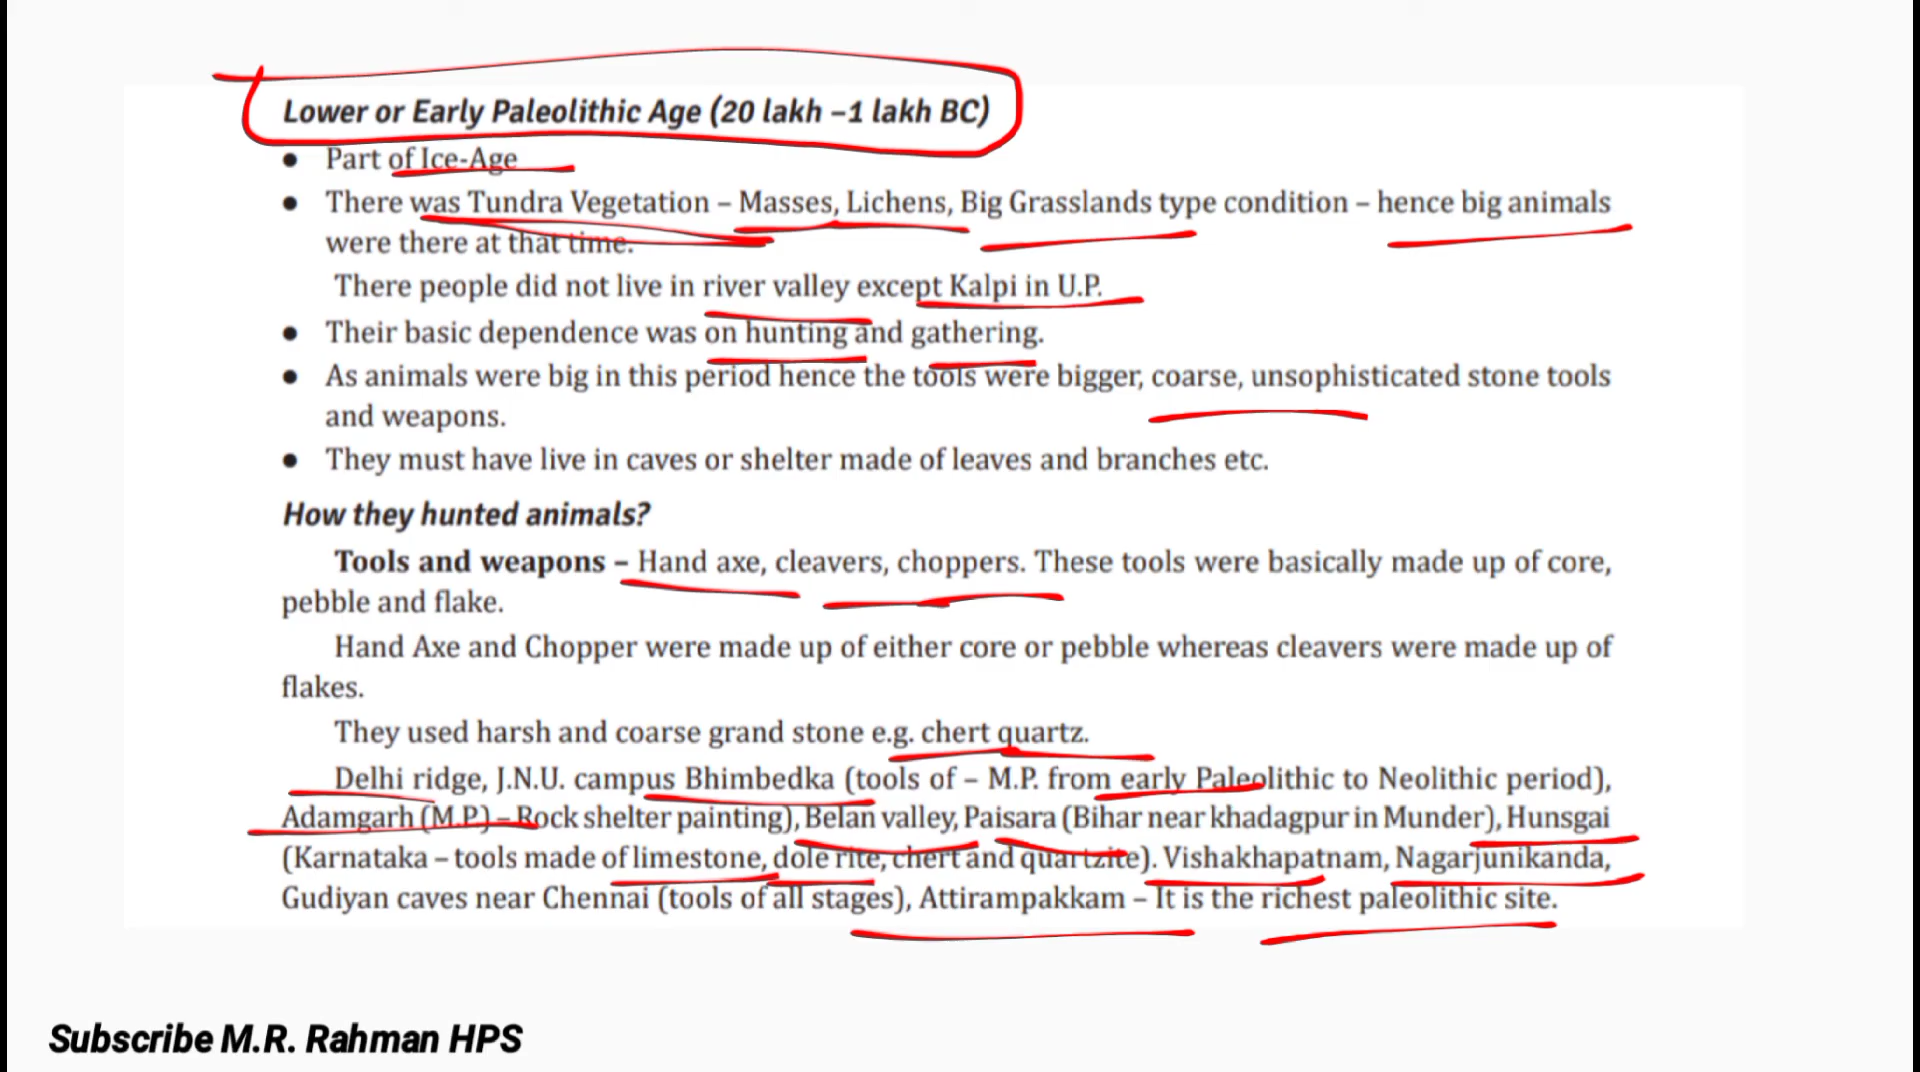 Lower or Early Paleolithic Age (20 lakh –1 lakh BC)
● Part of Ice-Age
● There was Tundra Vegetation – Masses, Lichens, Big Grasslands type condition – hence big animals
were there at that time.
There people did not live in river valley except Kalpi in U.P.
● Their basic dependence was on hunting and gathering.
● As animals were big in this period hence the tools were bigger, coarse, unsophisticated stone tools
and weapons.
● They must have live in caves or shelter made of leaves and branches etc.
How they hunted animals?
Tools and weapons – Hand axe, cleavers, choppers. These tools were basically made up of core,
pebble and flake.
Hand Axe and Chopper were made up of either core or pebble whereas cleavers were made up of
flakes.
They used harsh and coarse grand stone e.g. chert quartz.
Delhi ridge, J.N.U. campus Bhimbedka (tools of – M.P. from early Paleolithic to Neolithic period),
Adamgarh (M.P) – Rock shelter painting), Belan valley, Paisara (Bihar near khadagpur in Munder), Hunsgai
(Karnataka – tools made of limestone, dole rite, chert and quartzite). Vishakhapatnam, Nagarjunikanda,
Gudiyan caves near Chennai (tools of all stages), Attirampakkam – It is the richest paleolithic site.
Subscribe M.R. Rahman HPS